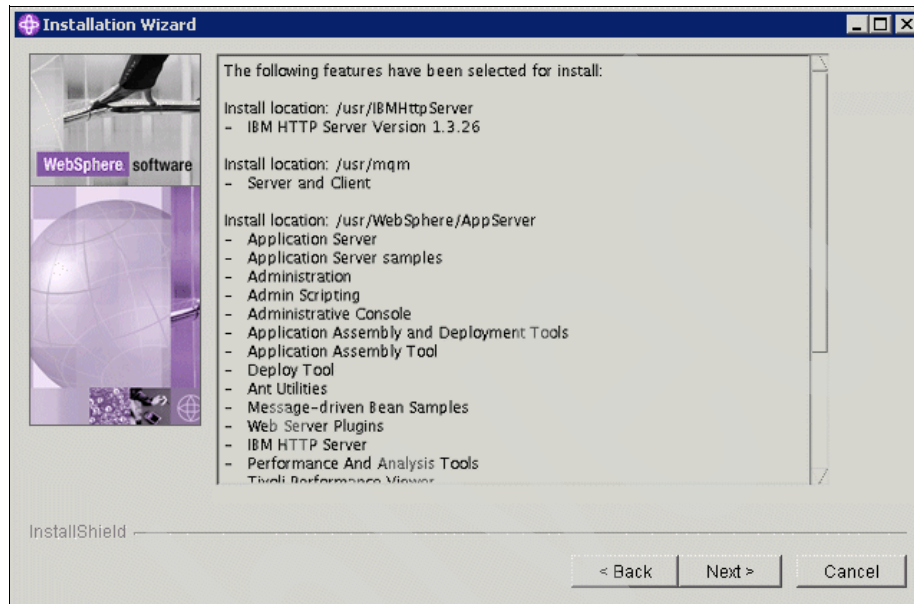 Installation Wizard
WebSphere software
The following features have been selected for install:
Install location: /usr/IBMHttpServer
- IBM HTTP Server Version 1.3.26
Install location: /usr/mqm
- Server and Client
Install location: /usr/WebSphere/AppServer
- Application Server
- Application Server samples
- Administration
- Admin Scripting
- Administrative Console
- Application Assembly and Deployment Tools
- Application Assembly Tool
- Deploy Tool
- Ant Utilities
- Message-driven Bean Samples
- Web Server Plugins
- IBM HTTP Server
- Performance And Analysis Tools
- Tivoli Performance Viewer
InstallShield
< Back Next > Cancel